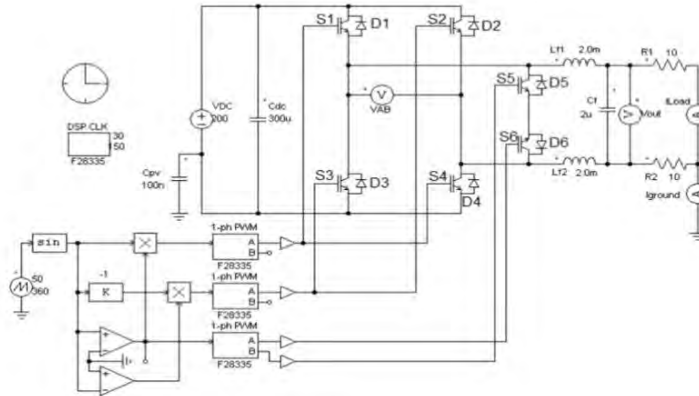 S1
D1
S2
D2
VDC
200
Cdc
300u
V
VAB
DSP CLK
30
150
F28335
Cpv
100n
S3
D3
S4
D4
S5
D5
S6
D6
Lf1 2.0m
Cf
2u
V
Vout
R1 10
ILoad
A
Lf2 2.0m
R2 10
Iground
A
sin
50
360
-1
K
1-ph PWM
A
B
F28335
1-ph PWM
A
B
F28335
1-ph PWM
A
B
F28335